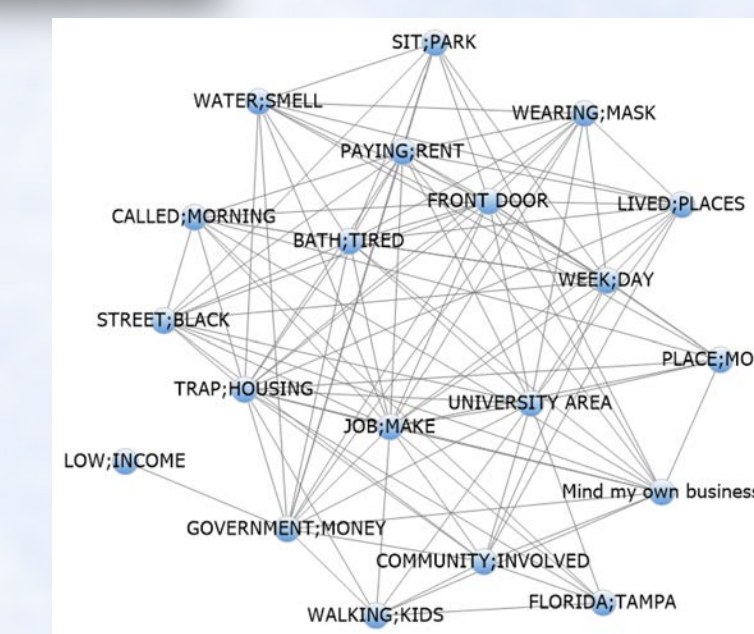 SIT;PARK
WATER;SMELL
WEARING;MASK
PAYING;RENT
FRONT DOOR
LIVED;PLACES
CALLED;MORNING
BATH;TIRED
WEEK;DAY
STREET;BLACK
PLACE;MO
TRAP;HOUSING
UNIVERSITY AREA
JOB;MAKE
LOW;INCOME
Mind my own business
GOVERNMENT;MONEY
COMMUNITY;INVOLVED
FLORIDA;TAMPA
WALKING;KIDS